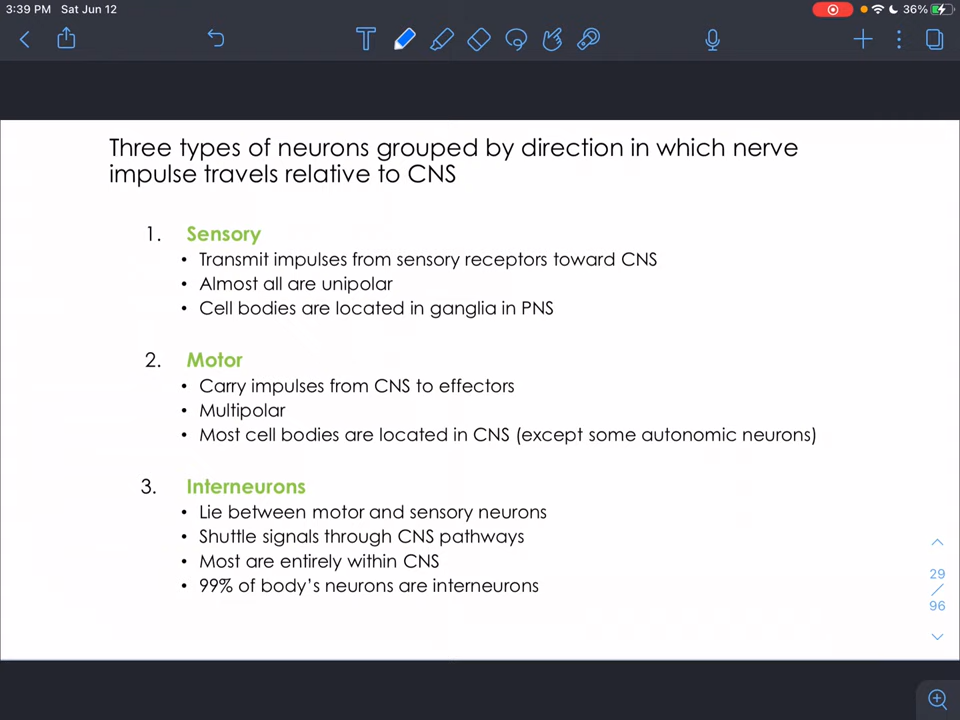 3:39 PM Sat Jun 12
36%
T
Three types of neurons grouped by direction in which nerve
impulse travels relative to CNS
1. Sensory
• Transmit impulses from sensory receptors toward CNS
• Almost all are unipolar
• Cell bodies are located in ganglia in PNS
2. Motor
• Carry impulses from CNS to effectors
• Multipolar
• Most cell bodies are located in CNS (except some autonomic neurons)
3. Interneurons
• Lie between motor and sensory neurons
• Shuttle signals through CNS pathways
• Most are entirely within CNS
• 99% of body's neurons are interneurons
29
/
96